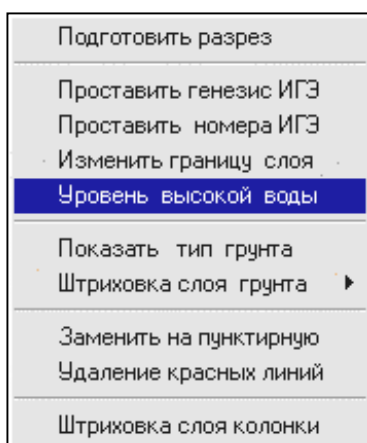 Подготовить разрез
Проставить генезис ИГЭ
Проставить номера ИГЭ
Изменить границу слоя
Уровень высокой воды
Показать тип грунта
Штриховка слоя грунта
Заменить на пунктирную
Удаление красных линий
Штриховка слоя колонки